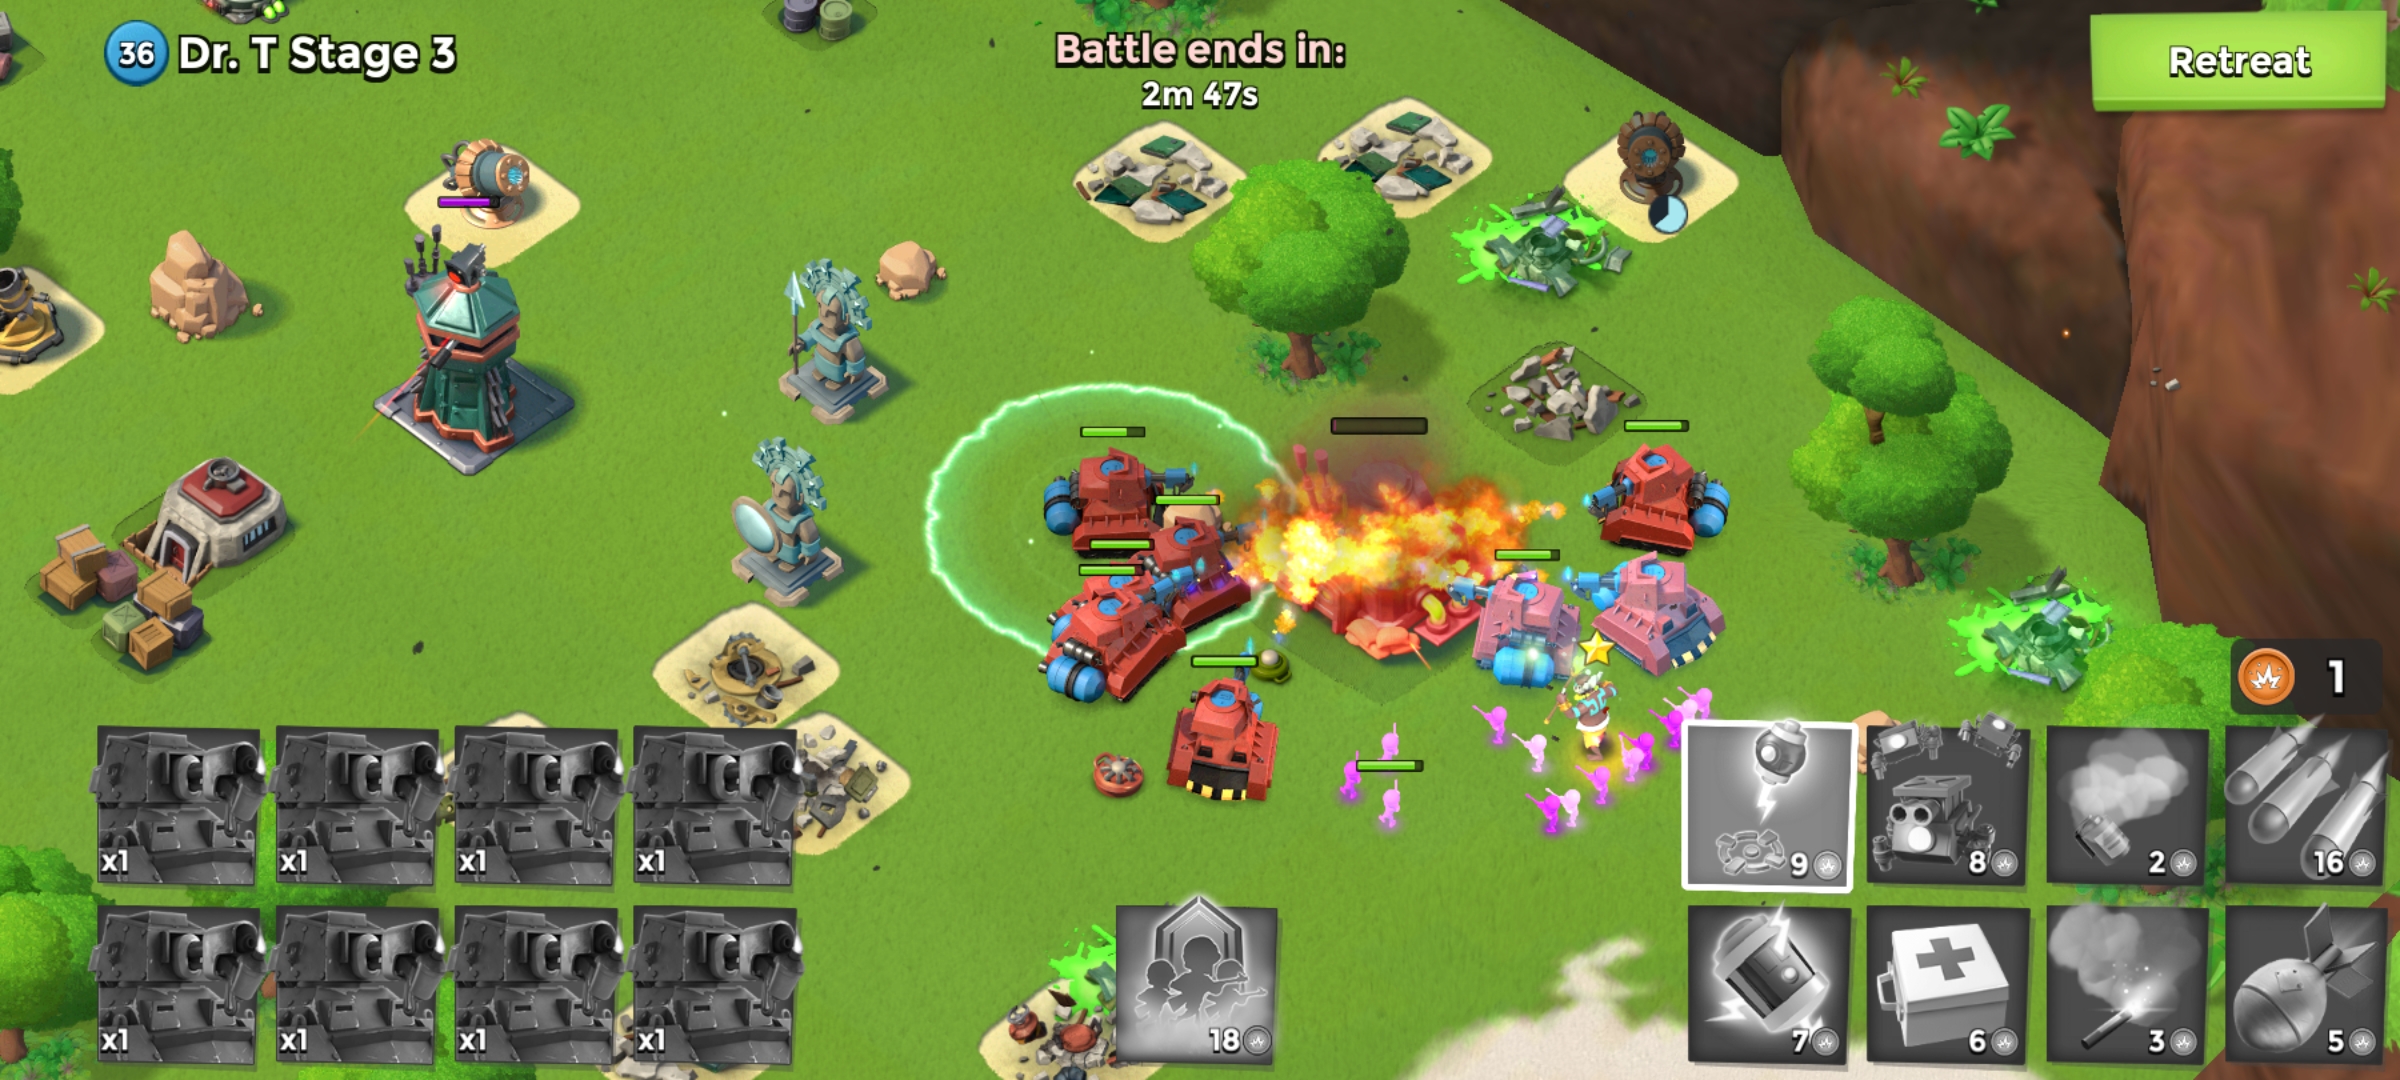 36 Dr. T Stage 3
Battle ends in:
2m 47s
Retreat
1
x1 x1 x1 x1
9 8 2 16
x1 x1 x1 x1
18
7 6 3 5